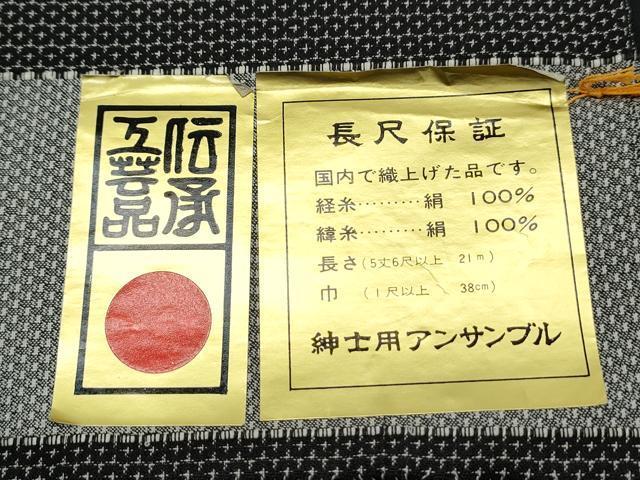 伝承
工芸品
長尺保証
国内で織上げた品です。
経糸………絹 100%
緯糸………絹 100%
長さ(5丈6尺以上 21m)
巾 (1尺以上 38cm)
紳士用アンサンブル